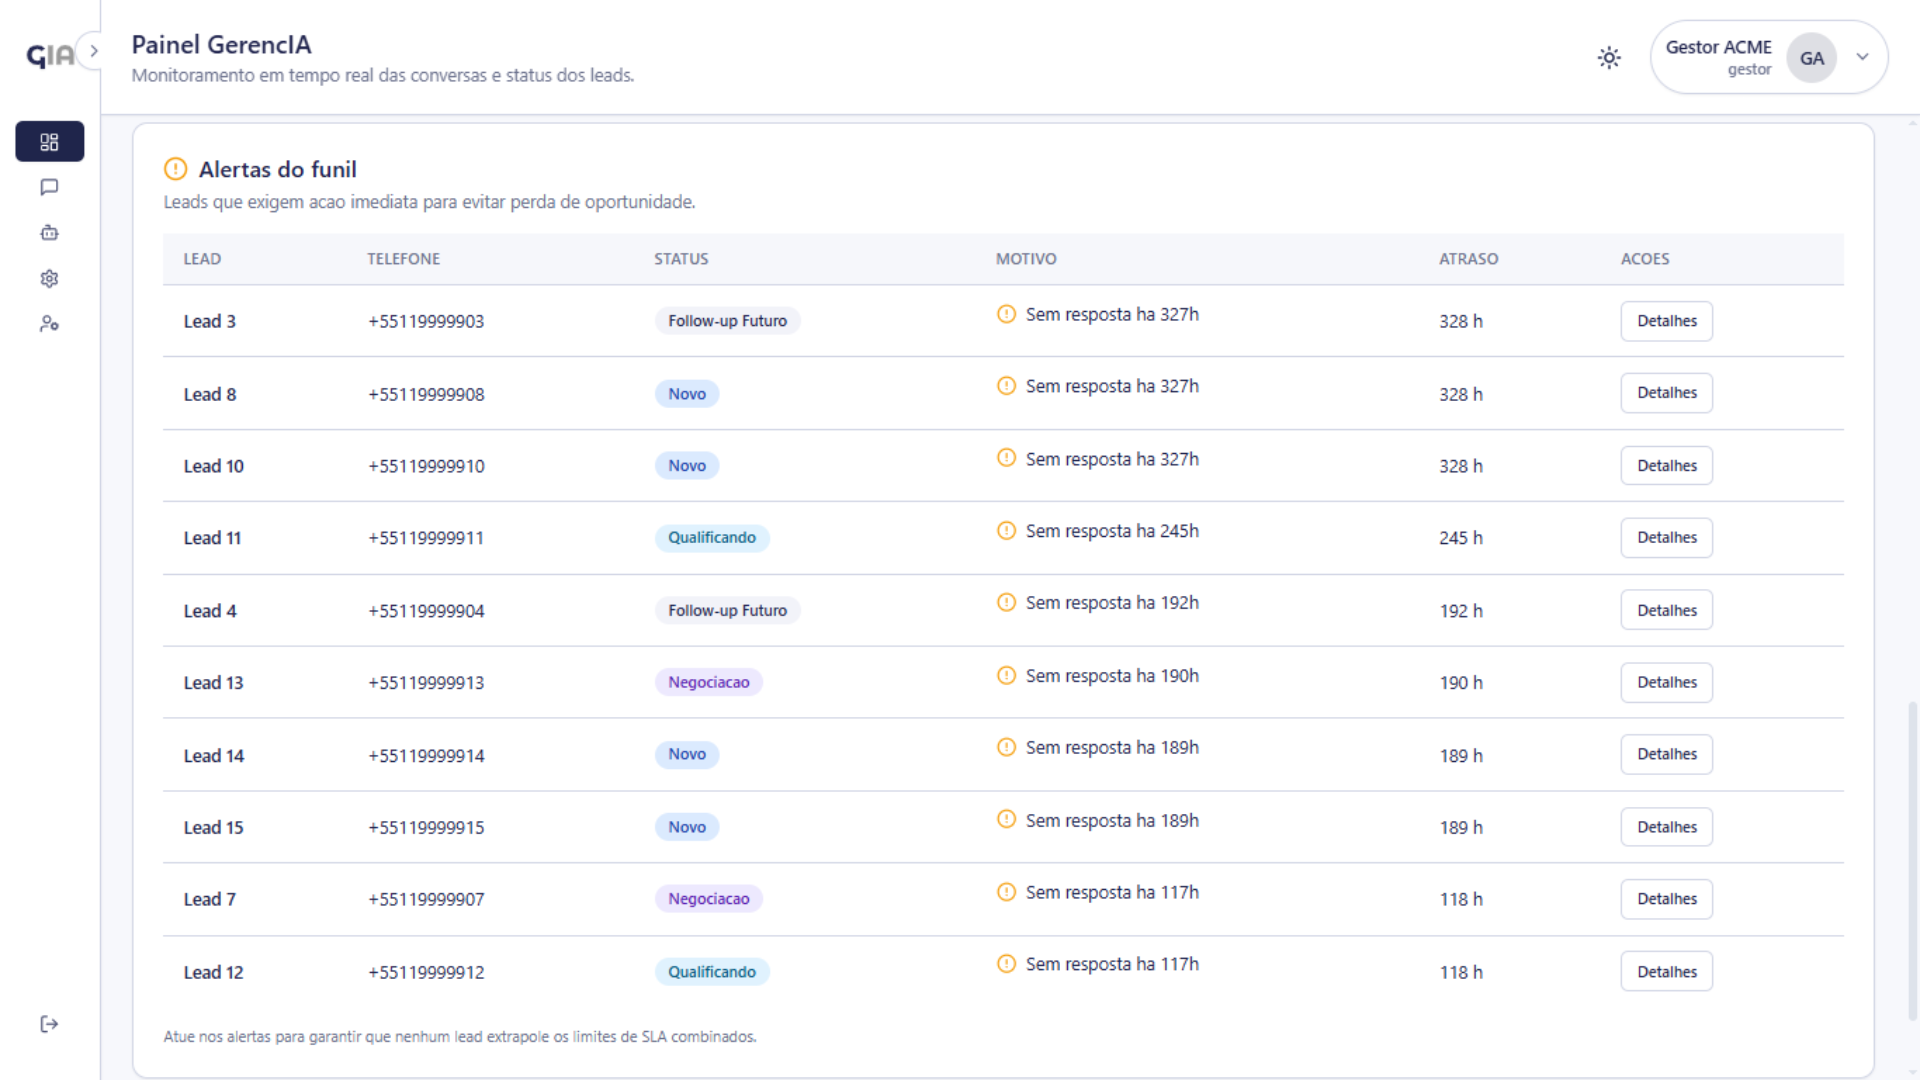 GIA
Painel GerencIA
Monitoramento em tempo real das conversas e status dos leads.
Gestor ACME
gestor
GA
Alertas do funil
Leads que exigem acao imediata para evitar perda de oportunidade.
LEAD TELEFONE STATUS MOTIVO ATRASO ACOES
Lead 3 +55119999903 Follow-up Futuro Sem resposta ha 327h 328 h Detalhes
Lead 8 +55119999908 Novo Sem resposta ha 327h 328 h Detalhes
Lead 10 +55119999910 Novo Sem resposta ha 327h 328 h Detalhes
Lead 11 +55119999911 Qualificando Sem resposta ha 245h 245 h Detalhes
Lead 4 +55119999904 Follow-up Futuro Sem resposta ha 192h 192 h Detalhes
Lead 13 +55119999913 Negociacao Sem resposta ha 190h 190 h Detalhes
Lead 14 +55119999914 Novo Sem resposta ha 189h 189 h Detalhes
Lead 15 +55119999915 Novo Sem resposta ha 189h 189 h Detalhes
Lead 7 +55119999907 Negociacao Sem resposta ha 117h 118 h Detalhes
Lead 12 +55119999912 Qualificando Sem resposta ha 117h 118 h Detalhes
Atue nos alertas para garantir que nenhum lead extrapole os limites de SLA combinados.